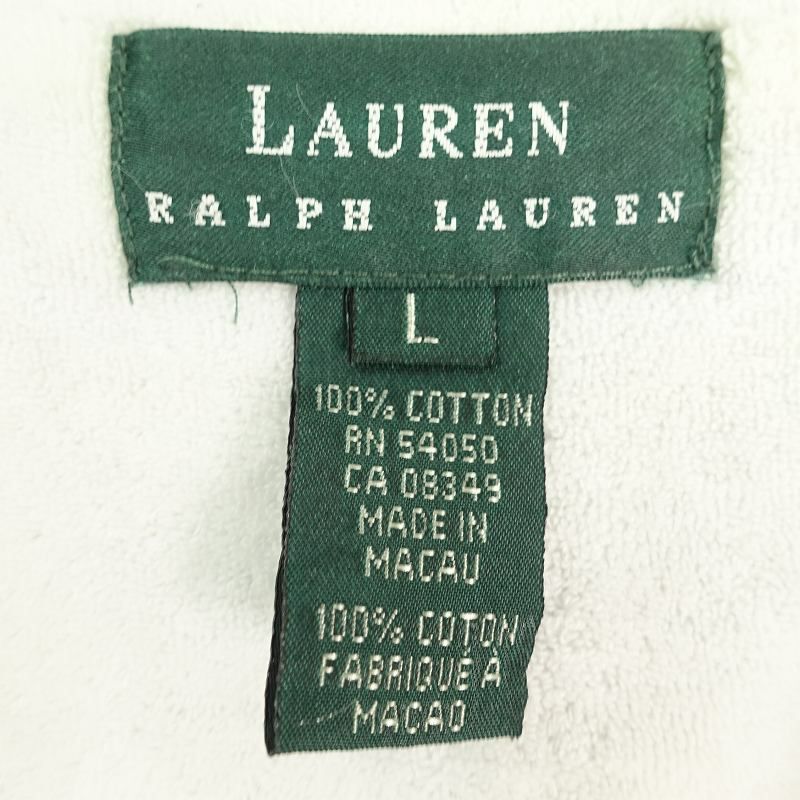 LAUREN
RALPH LAUREN
L
100% COTTON
RN 54050
CA 08349
MADE IN
MACAU
100% COTON
FABRIQUÉ À
MACAO